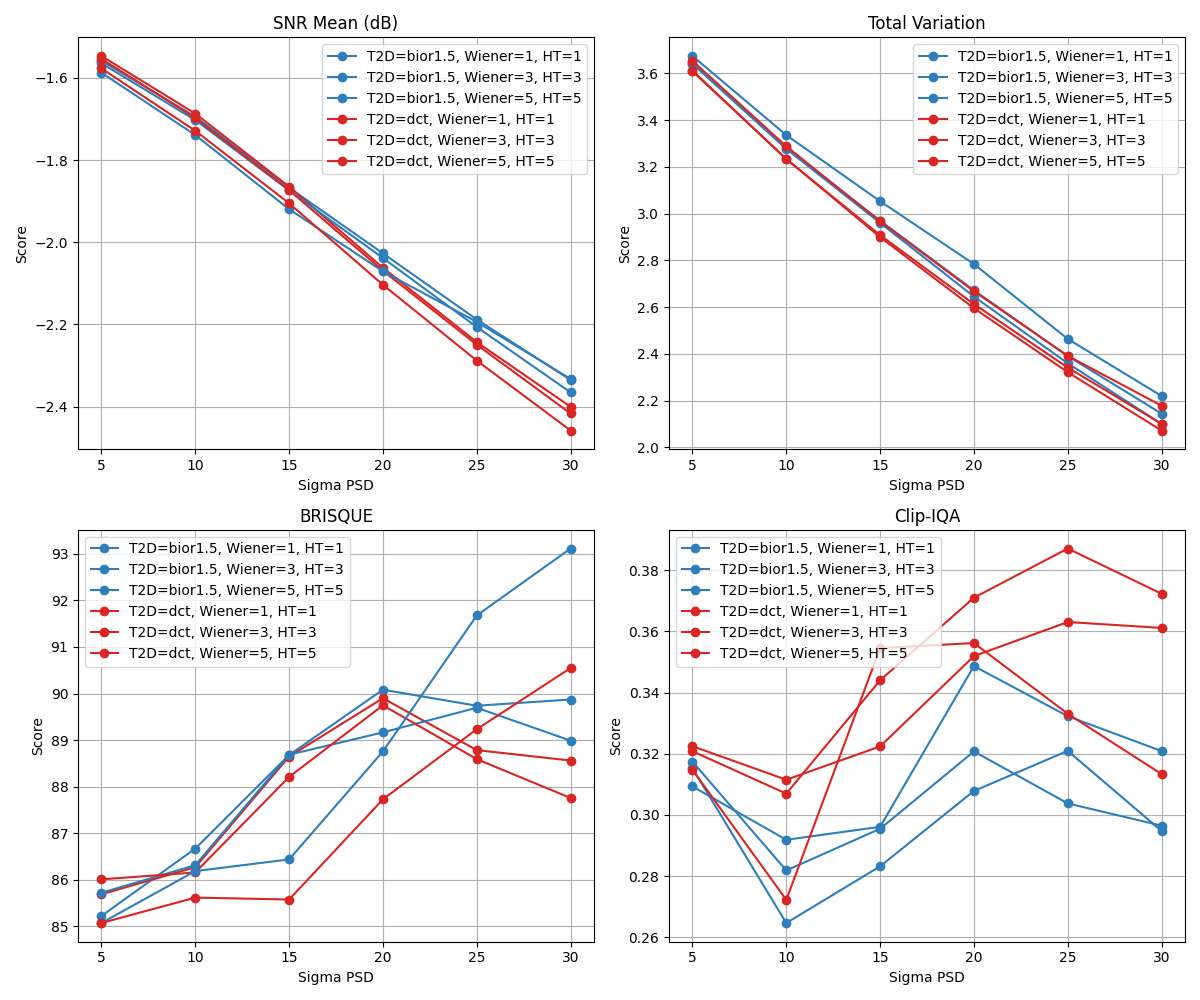 SNR Mean (dB)
Score
−1.6
−1.8
−2.0
−2.2
−2.4
T2D=bior1.5, Wiener=1, HT=1
T2D=bior1.5, Wiener=3, HT=3
T2D=bior1.5, Wiener=5, HT=5
T2D=dct, Wiener=1, HT=1
T2D=dct, Wiener=3, HT=3
T2D=dct, Wiener=5, HT=5
5 10 15 20 25 30
Sigma PSD
Total Variation
Score
3.6
3.4
3.2
3.0
2.8
2.6
2.4
2.2
2.0
T2D=bior1.5, Wiener=1, HT=1
T2D=bior1.5, Wiener=3, HT=3
T2D=bior1.5, Wiener=5, HT=5
T2D=dct, Wiener=1, HT=1
T2D=dct, Wiener=3, HT=3
T2D=dct, Wiener=5, HT=5
5 10 15 20 25 30
Sigma PSD
BRISQUE
Score
93
92
91
90
89
88
87
86
85
T2D=bior1.5, Wiener=1, HT=1
T2D=bior1.5, Wiener=3, HT=3
T2D=bior1.5, Wiener=5, HT=5
T2D=dct, Wiener=1, HT=1
T2D=dct, Wiener=3, HT=3
T2D=dct, Wiener=5, HT=5
5 10 15 20 25 30
Sigma PSD
Clip-IQA
Score
0.38
0.36
0.34
0.32
0.30
0.28
0.26
T2D=bior1.5, Wiener=1, HT=1
T2D=bior1.5, Wiener=3, HT=3
T2D=bior1.5, Wiener=5, HT=5
T2D=dct, Wiener=1, HT=1
T2D=dct, Wiener=3, HT=3
T2D=dct, Wiener=5, HT=5
5 10 15 20 25 30
Sigma PSD